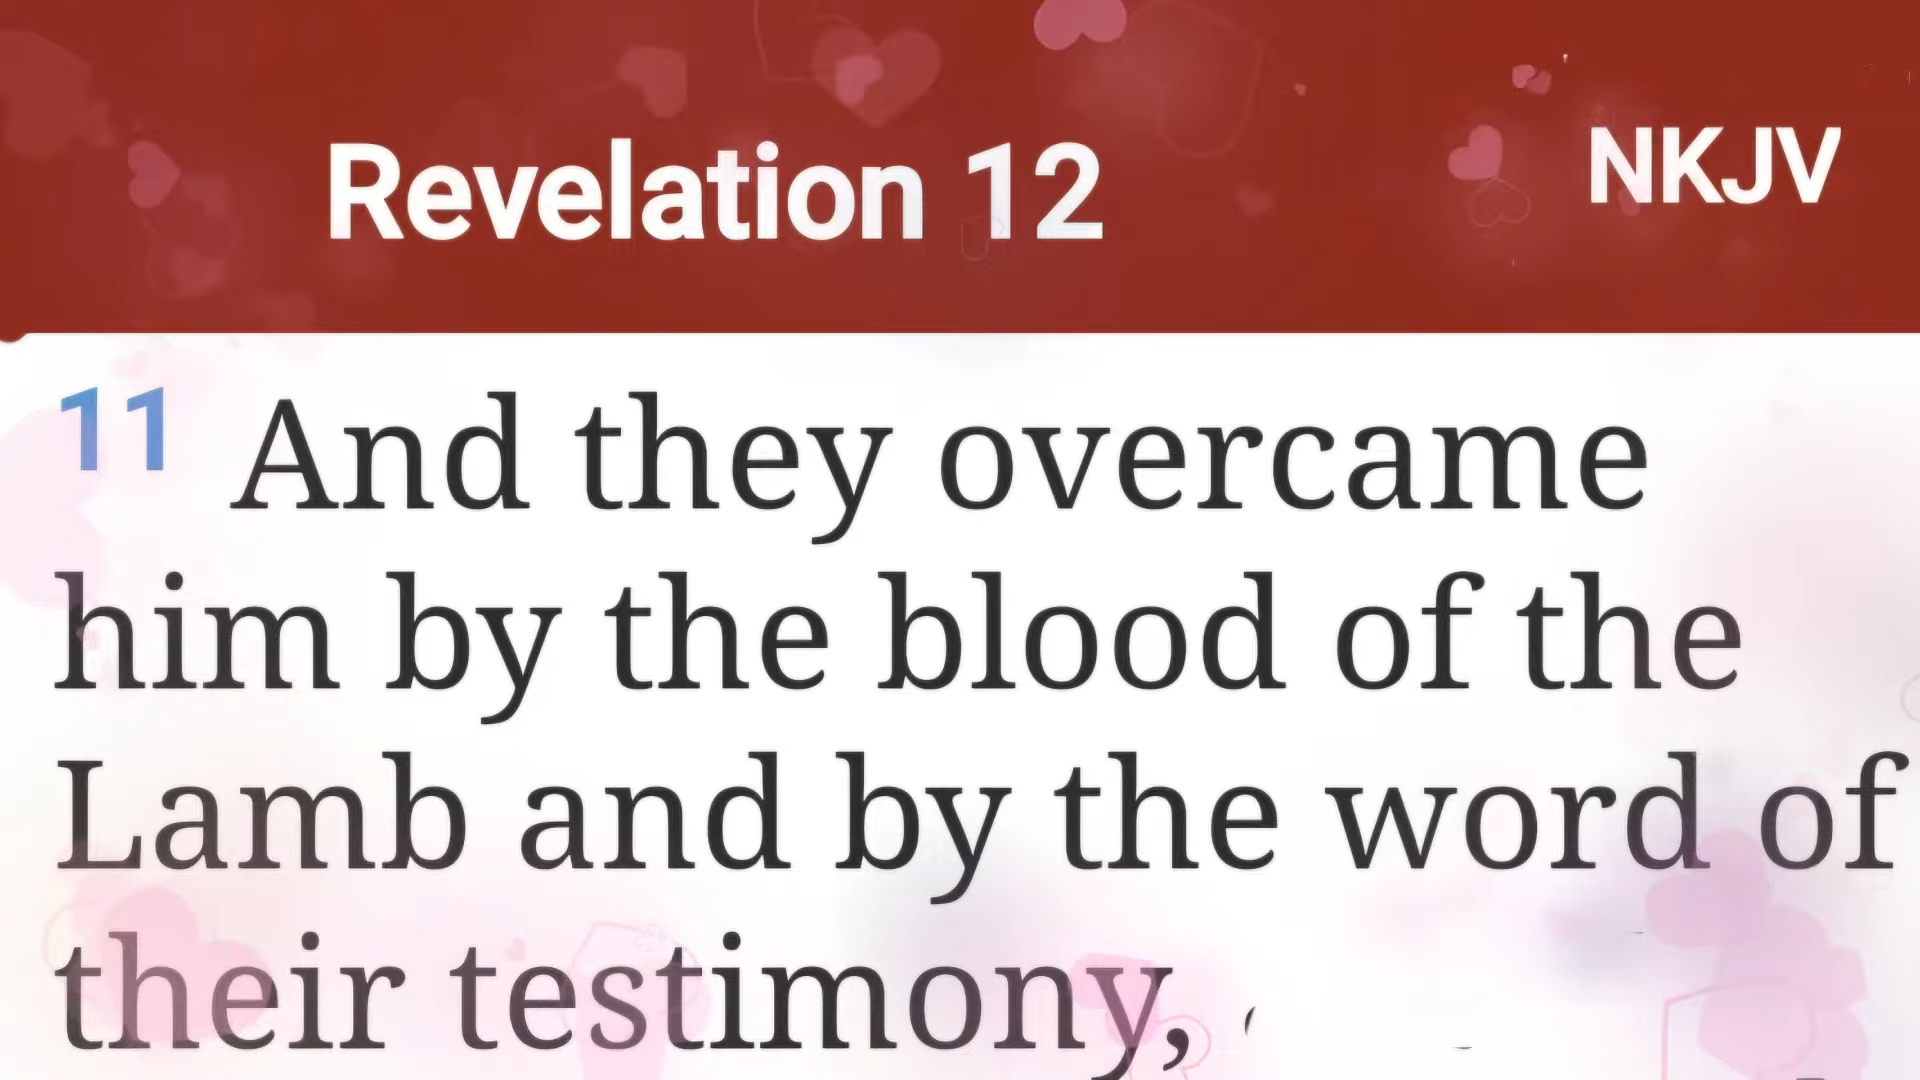 Revelation 12
NKJV
11 And they overcame
him by the blood of the
Lamb and by the word of
their testimony,